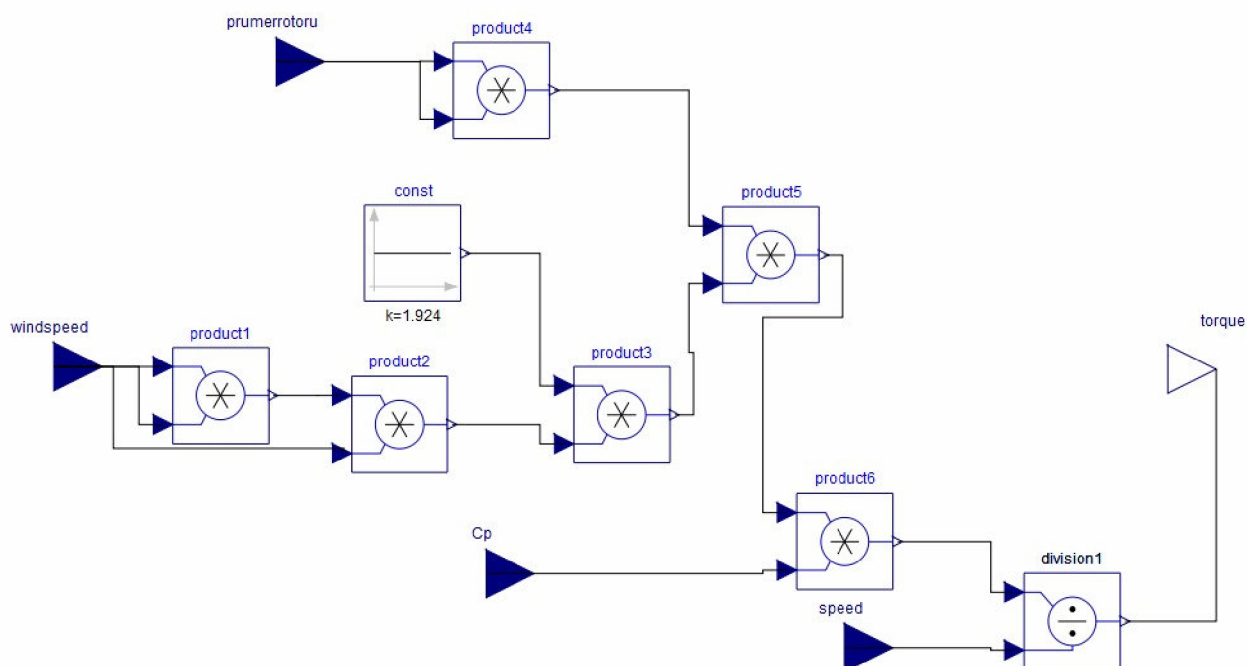 prumerrotoru
product4
const
product5
k=1.924
windspeed
product1
product2
product3
torque
product6
Cp
division1
speed